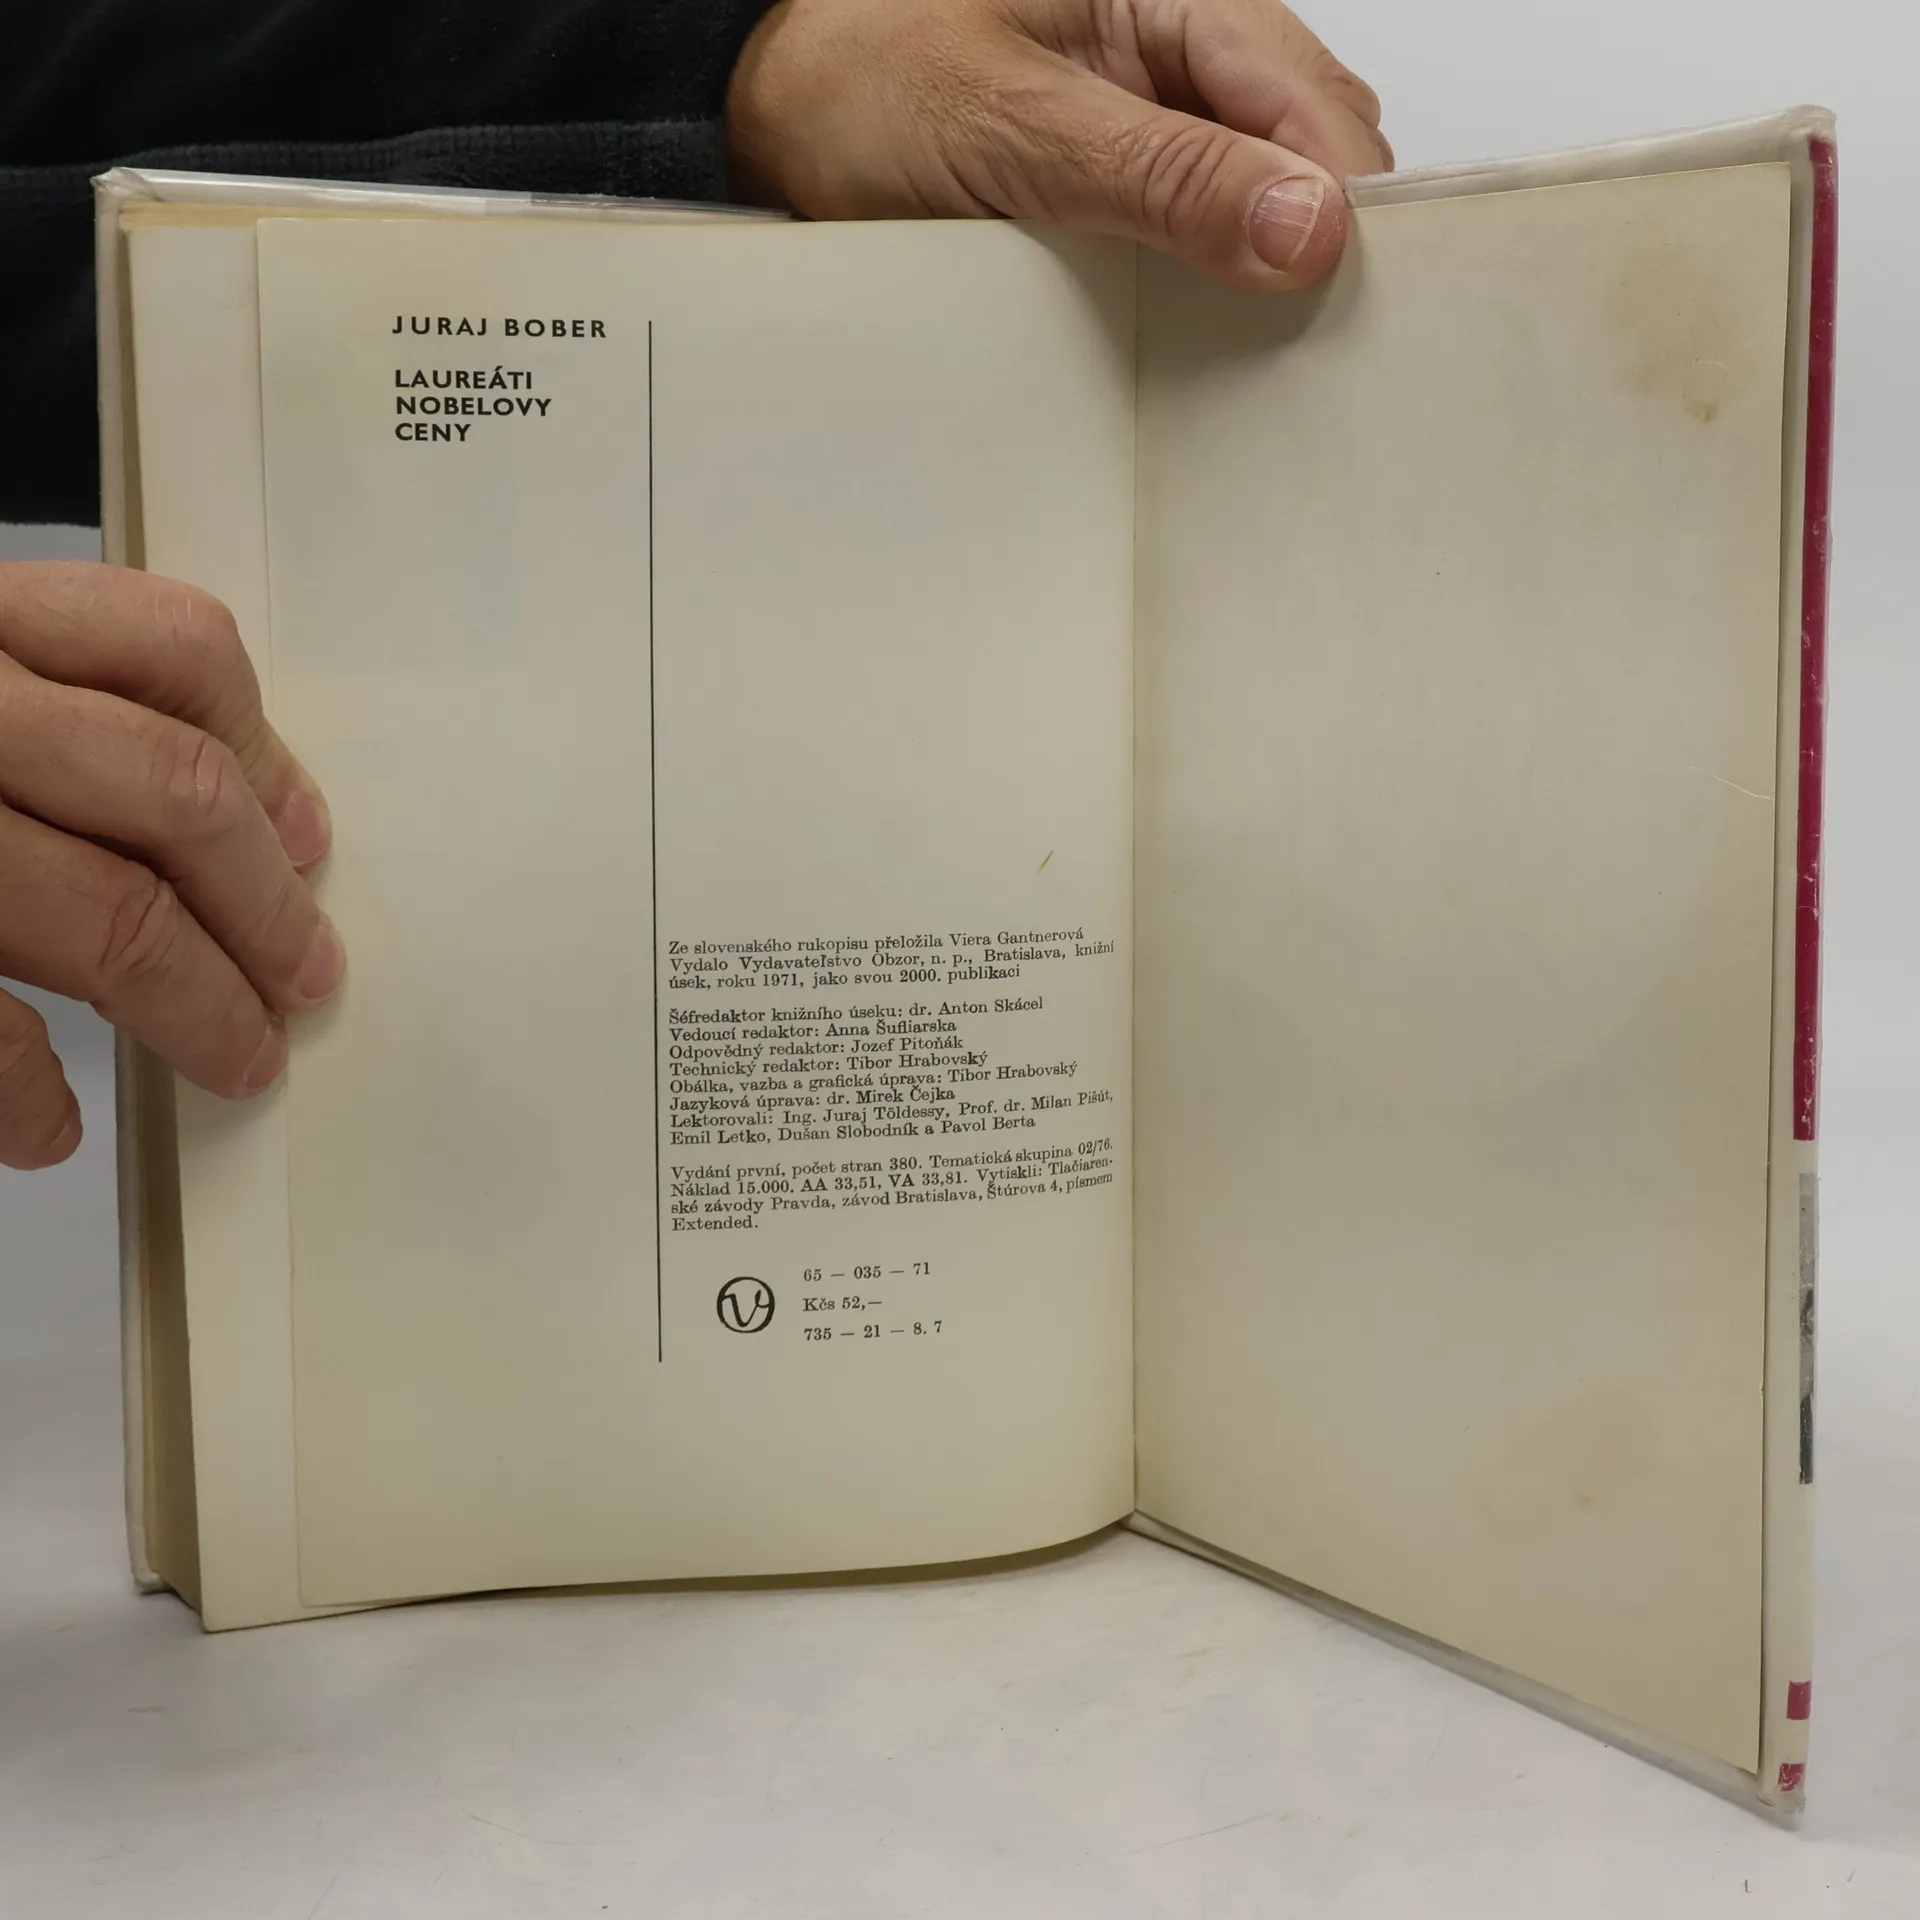 JURAJ BOBER
LAUREÁTI
NOBELOVY
CENY
Ze slovenského rukopisu přeložila Viera Gantnerová
Vydalo Vydavateľstvo Obzor, n. p., Bratislava, knižní
úsek, roku 1971, jako svou 2000. publikaci
Šéfredaktor knižního úseku: dr. Anton Skácel
Vedoucí redaktor: Anna Šufliarska
Odpovědný redaktor: Jozef Pitoňák
Technický redaktor: Tibor Hrabovský
Obálka, vazba a grafická úprava: Tibor Hrabovský
Jazyková úprava: dr. Mirek Čejka
Lektorovali: Ing. Juraj Töldessy, Prof. dr. Milan Pišút,
Emil Letko, Dušan Slobodník a Pavol Berta
Vydání první, počet stran 380. Tematická skupina 02/76.
Náklad 15.000. AA 33,51, VA 33,81. Vytiskli: Tlačiaren-
ské závody Pravda, závod Bratislava, Štúrova 4, písmem
Extended.
65 — 035 — 71
Kčs 52,—
735 — 21 — 8. 7